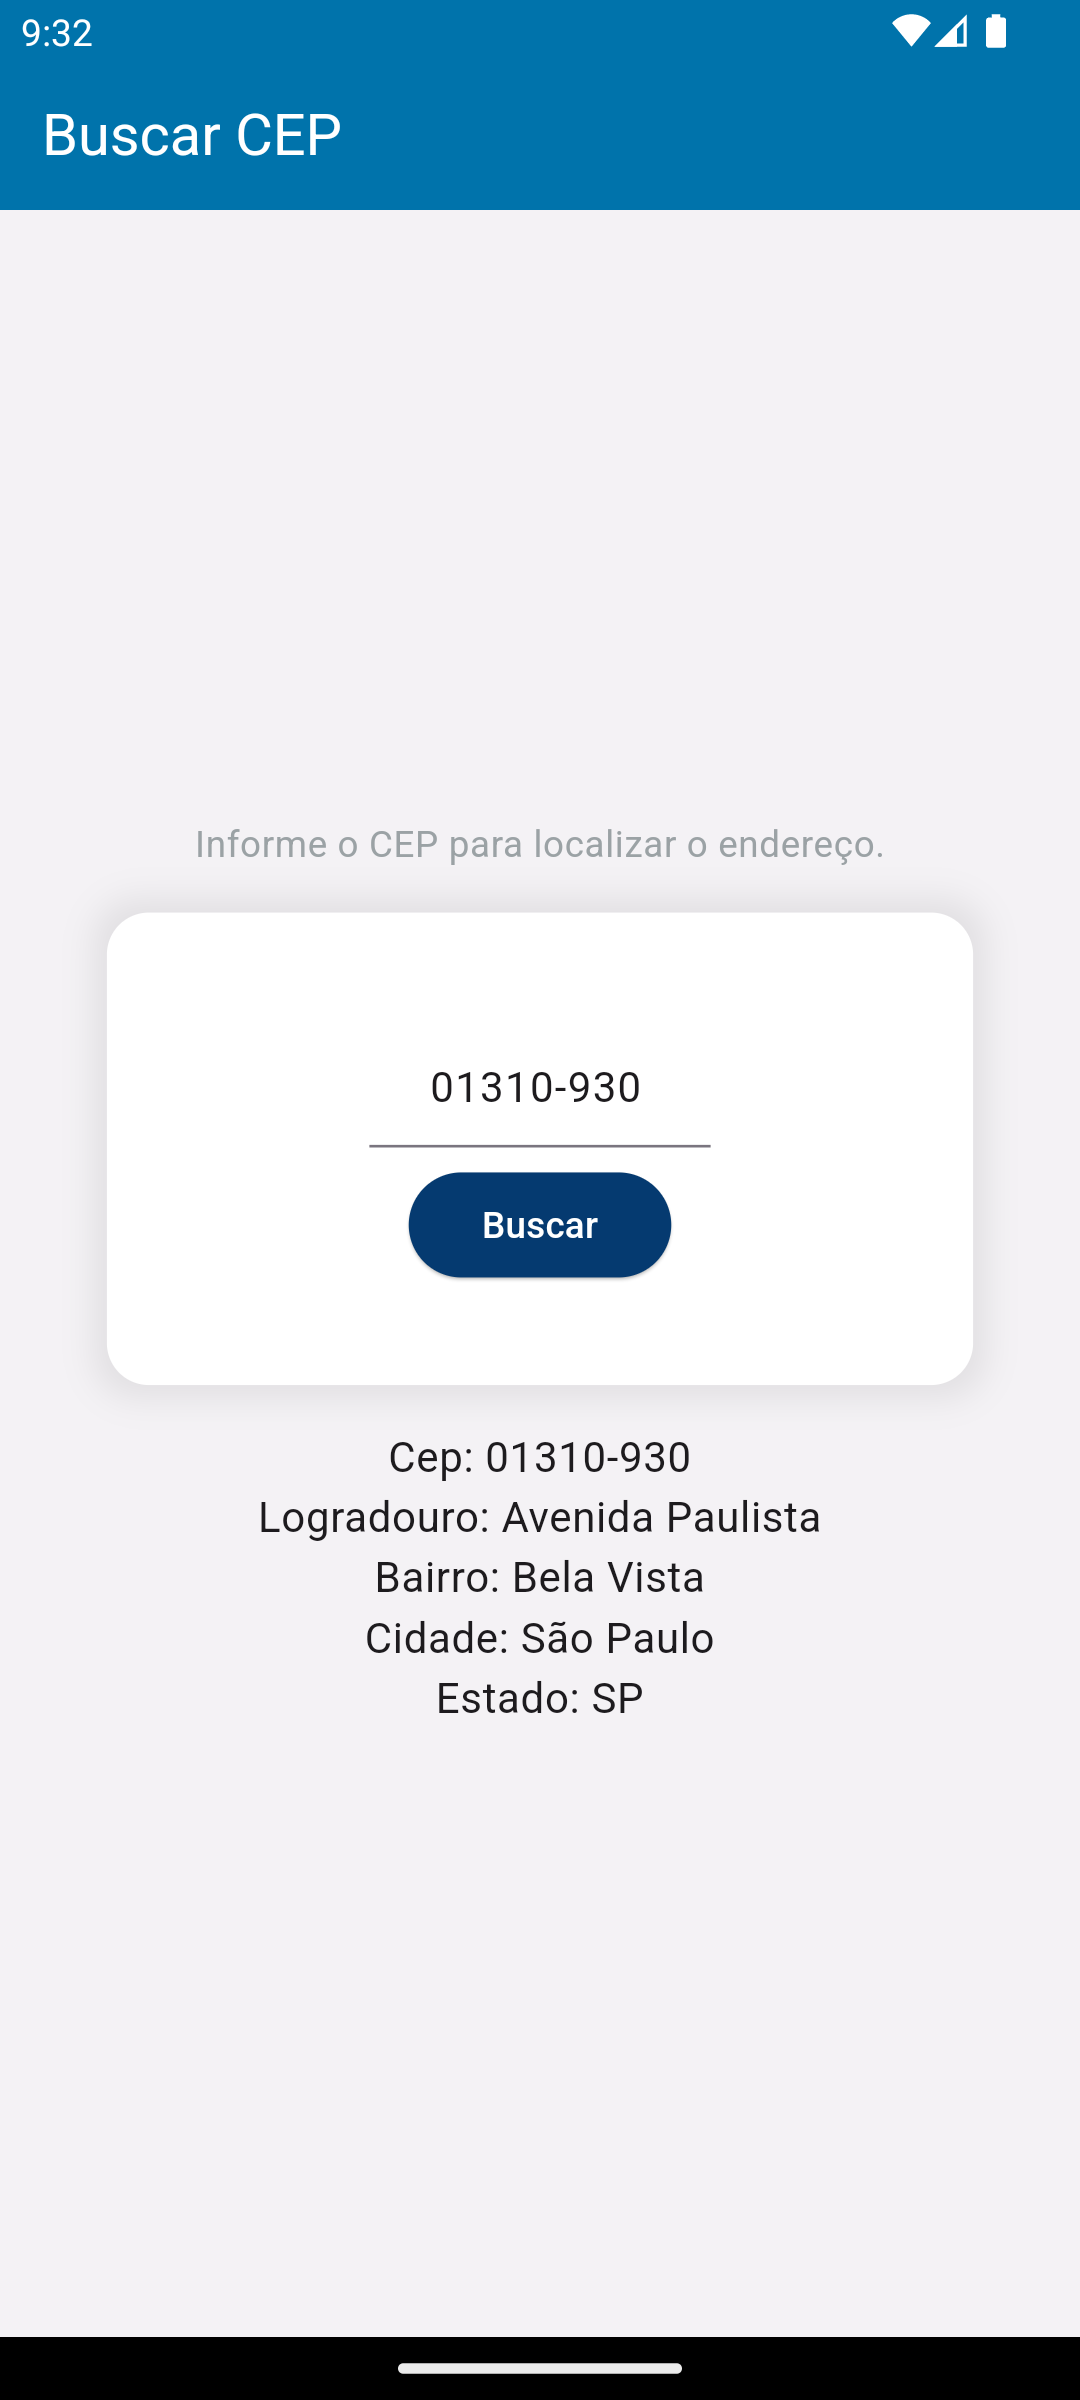 9:32
Buscar CEP
Informe o CEP para localizar o endereço.
01310-930
Buscar
Cep: 01310-930
Logradouro: Avenida Paulista
Bairro: Bela Vista
Cidade: São Paulo
Estado: SP